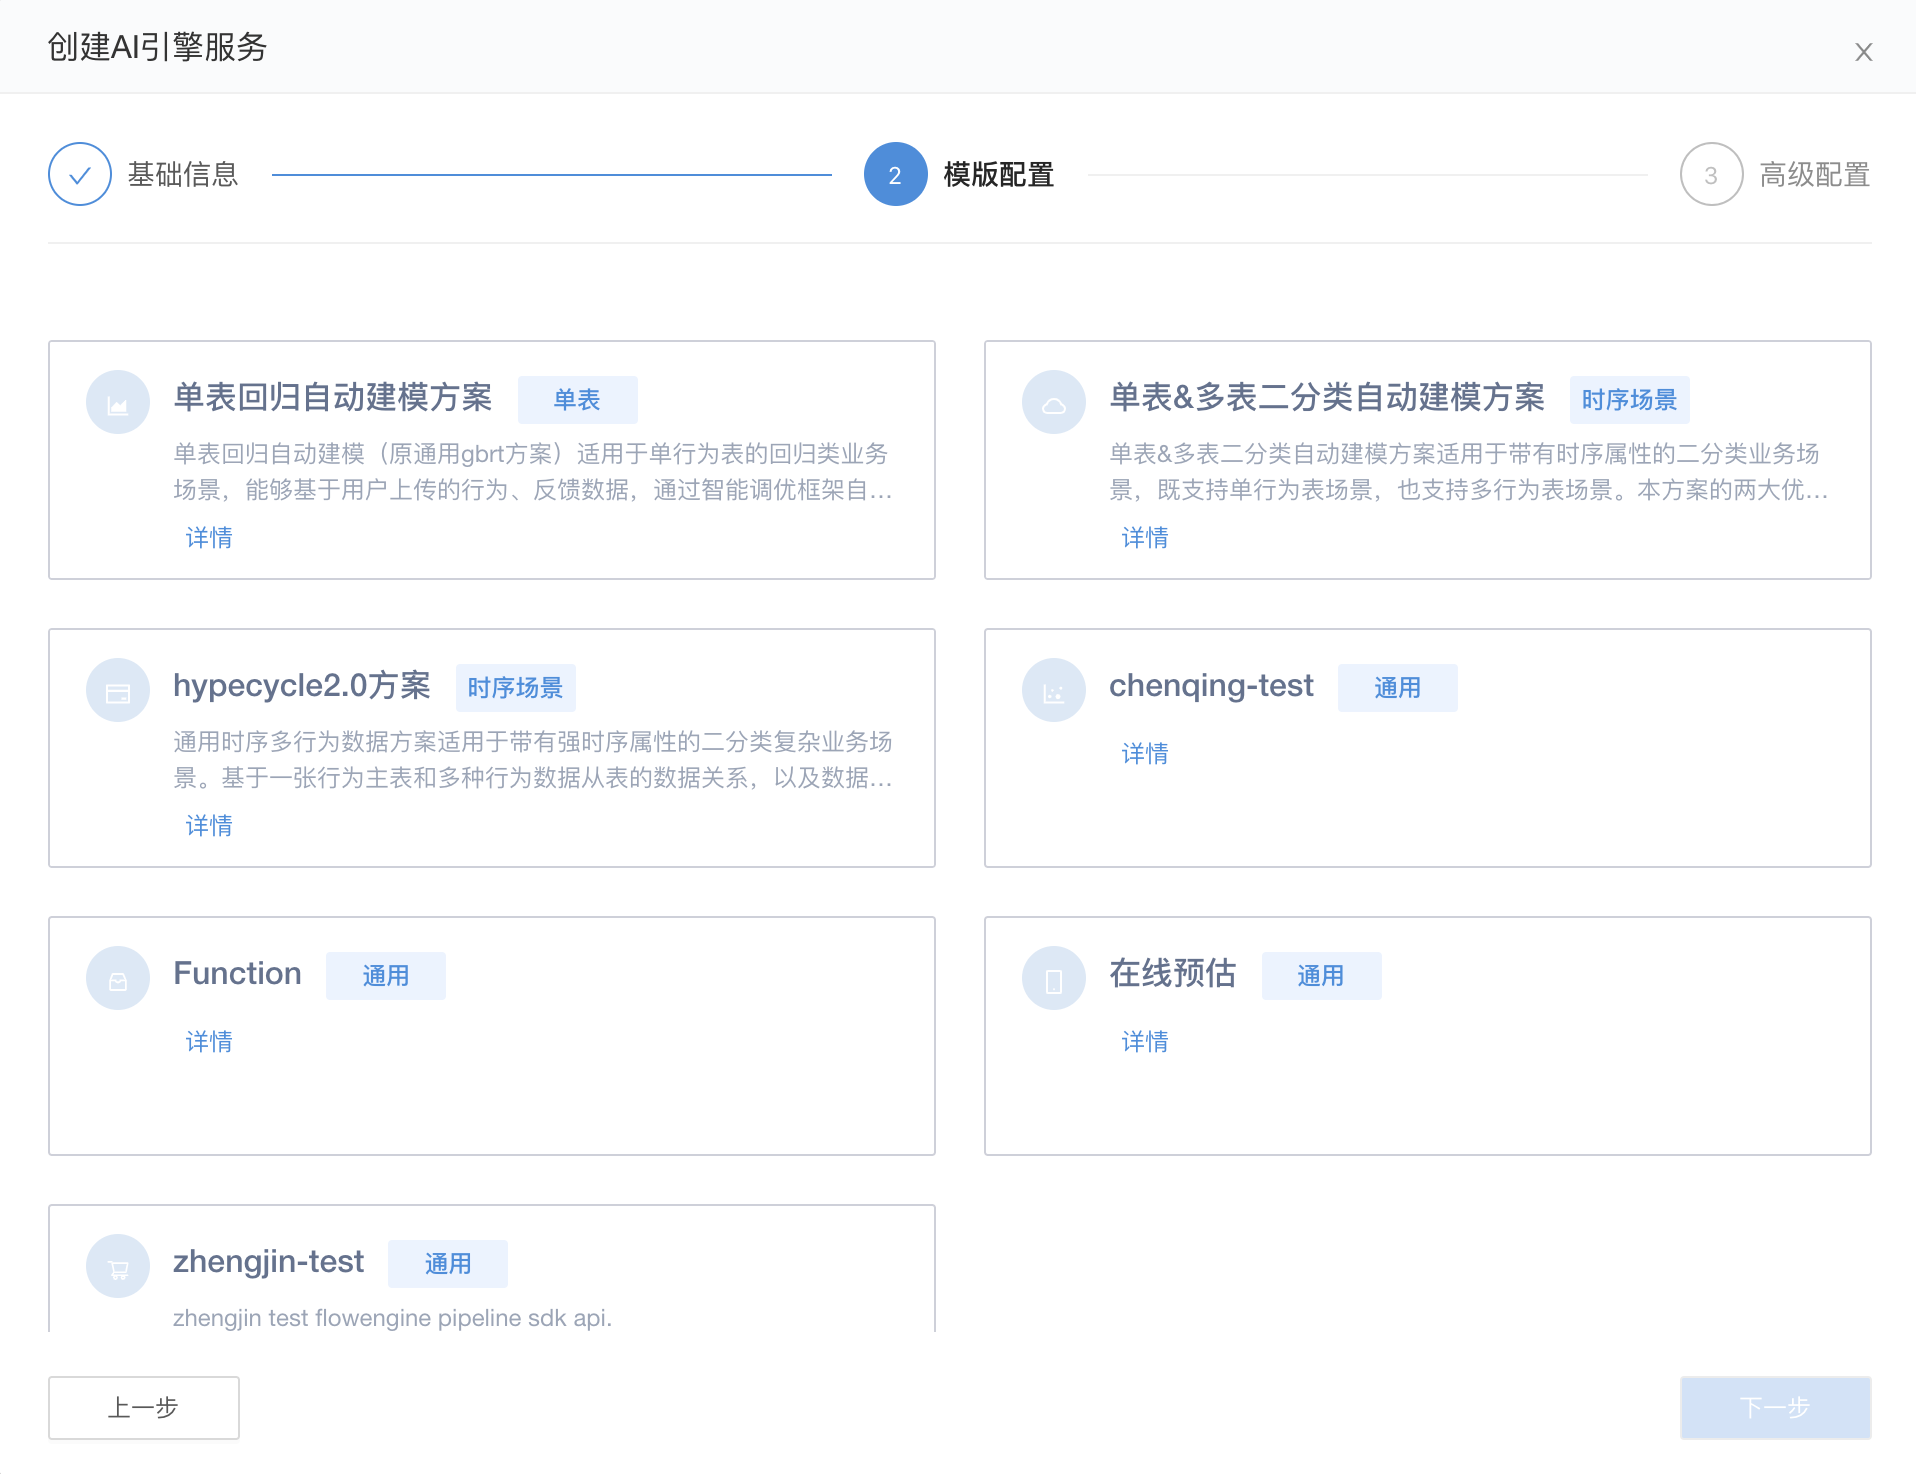 创建AI引擎服务
基础信息
2
模版配置
3
高级配置
单表回归自动建模方案
单表
单表回归自动建模（原通用gbrt方案）适用于单行为表的回归类业务
场景，能够基于用户上传的行为、反馈数据，通过智能调优框架自...
详情
单表&多表二分类自动建模方案
时序场景
单表&多表二分类自动建模方案适用于带有时序属性的二分类业务场
景，既支持单行为表场景，也支持多行为表场景。本方案的两大优...
详情
hypecycle2.0方案
时序场景
通用时序多行为数据方案适用于带有强时序属性的二分类复杂业务场
景。基于一张行为主表和多种行为数据从表的数据关系，以及数据...
详情
chenqing-test
通用
详情
Function
通用
详情
在线预估
通用
详情
zhengjin-test
通用
zhengjin test flowengine pipeline sdk api.
上一步
下一步